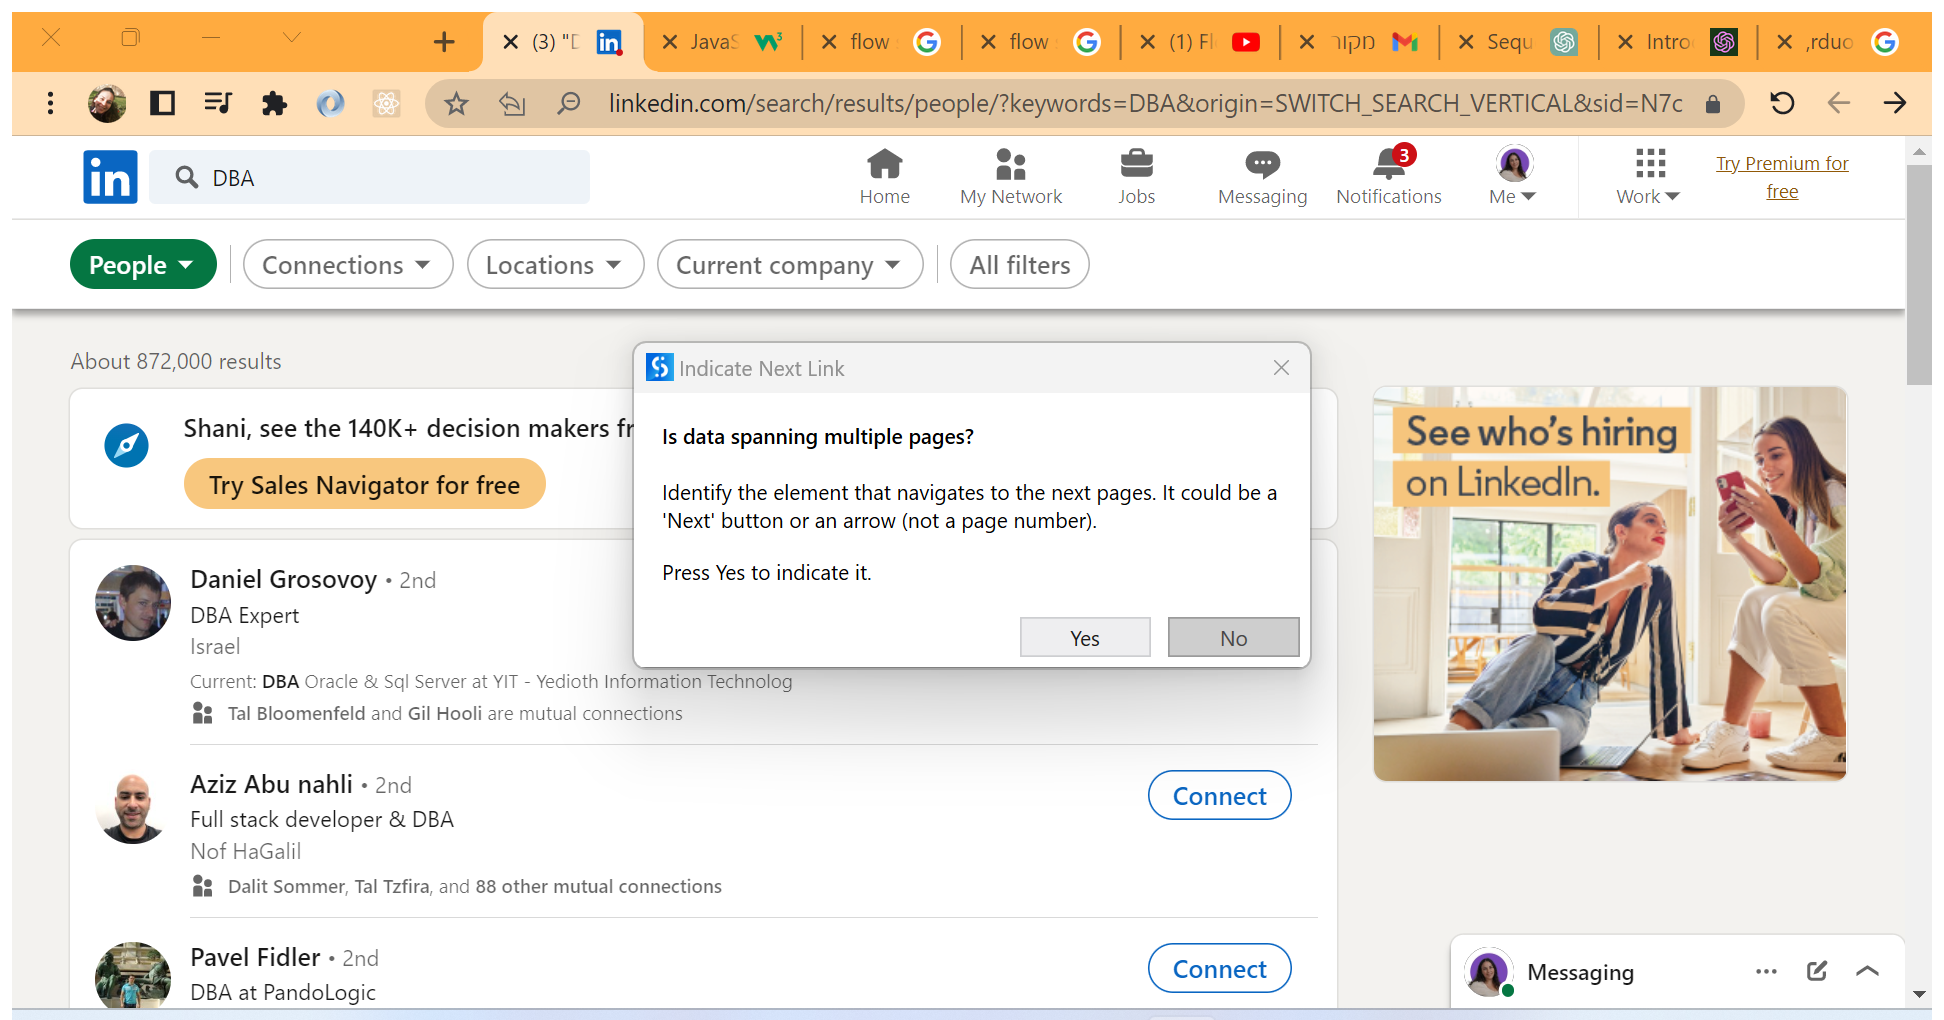 (3) "D
JavaS
flow
flow
(1) Fl
מקור
Sequ
Intro
,rduo
linkedin.com/search/results/people/?keywords=DBA&origin=SWITCH_SEARCH_VERTICAL&sid=N7c
in
DBA
Home
My Network
Jobs
Messaging
3
Notifications
Me
Work
Try Premium for
free
People
Connections
Locations
Current company
All filters
About 872,000 results
Shani, see the 140K+ decision makers fr
Try Sales Navigator for free
Indicate Next Link
Is data spanning multiple pages?
Identify the element that navigates to the next pages. It could be a
'Next' button or an arrow (not a page number).
Press Yes to indicate it.
Yes
No
See who's hiring
on LinkedIn.
Daniel Grosovoy • 2nd
DBA Expert
Israel
Current: DBA Oracle & Sql Server at YIT - Yedioth Information Technolog
Tal Bloomenfeld and Gil Hooli are mutual connections
Aziz Abu nahli • 2nd
Full stack developer & DBA
Nof HaGalil
Dalit Sommer, Tal Tzfira, and 88 other mutual connections
Connect
Pavel Fidler • 2nd
DBA at PandoLogic
Connect
Messaging